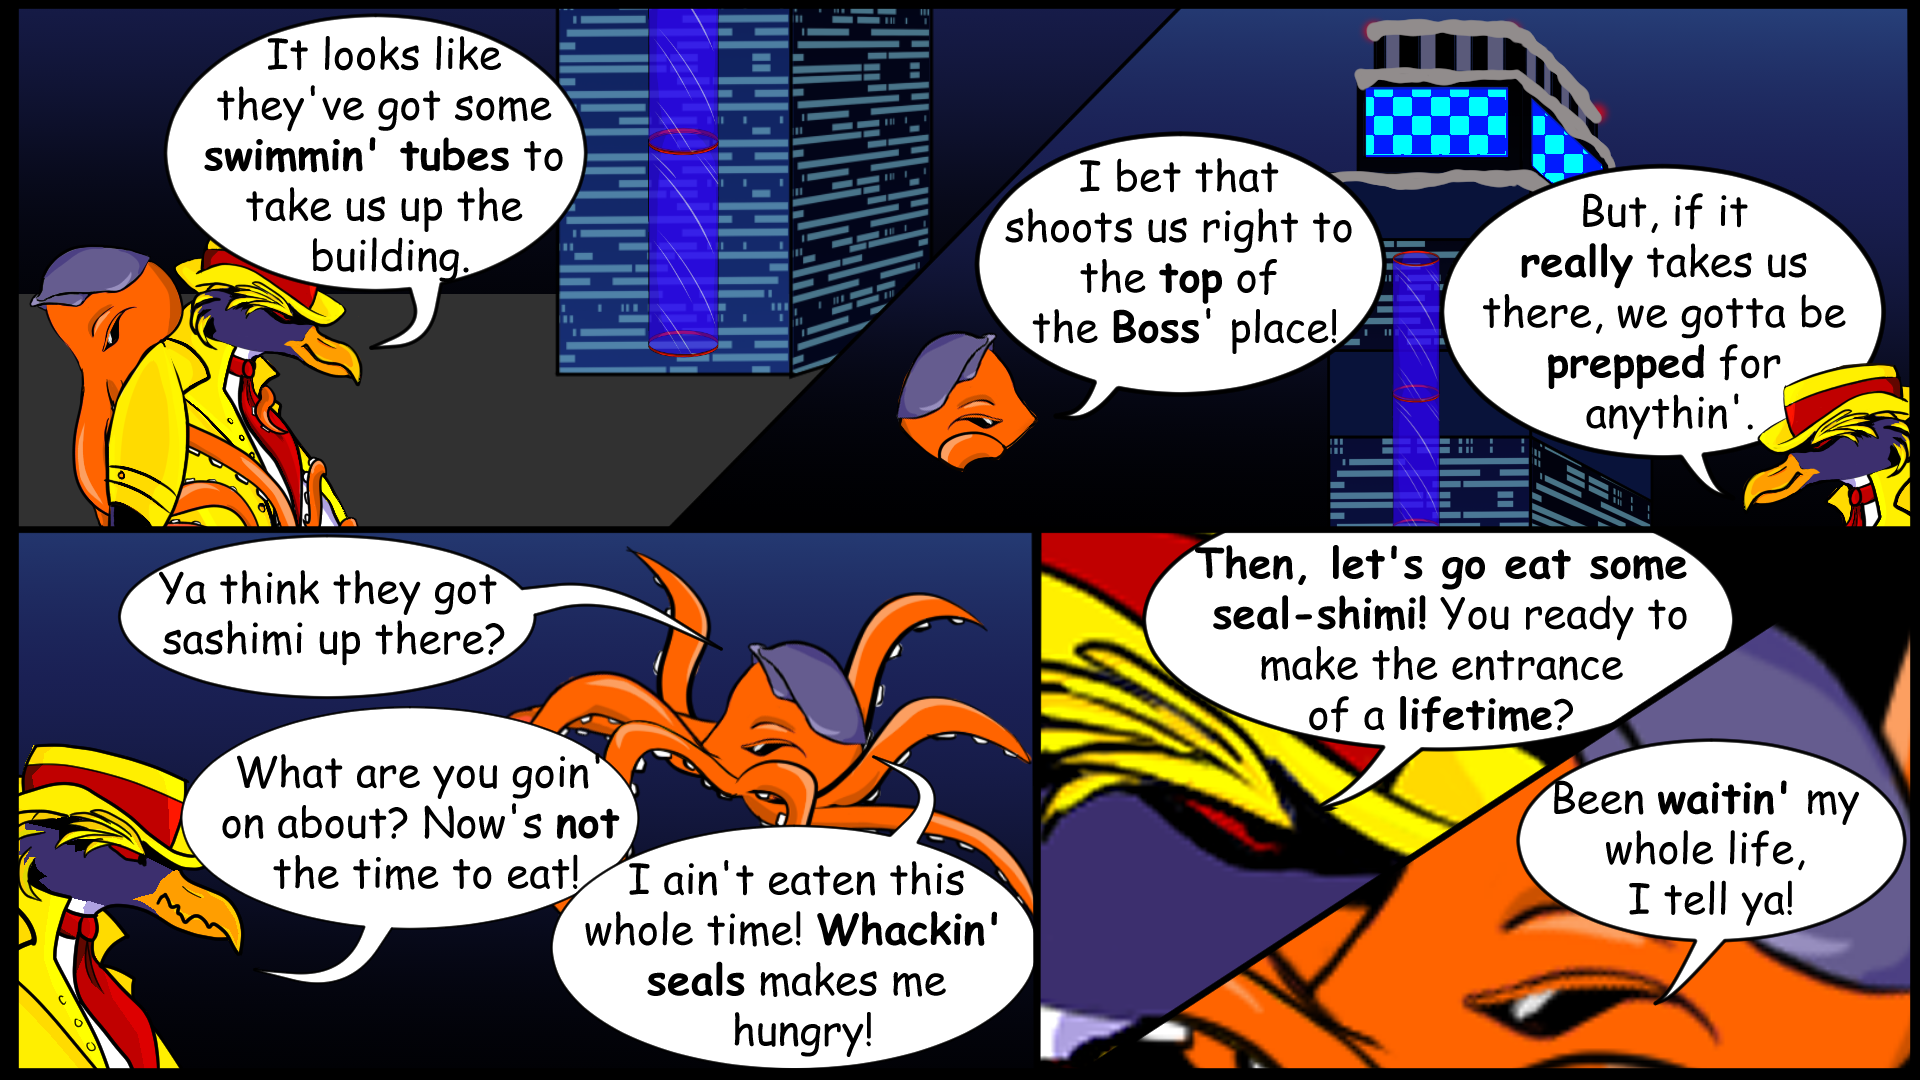 It looks like
they've got some
swimmin' tubes to
take us up the
building.
I bet that
shoots us right to
the top of
the Boss' place!
But, if it
really takes us
there, we gotta be
prepped for
anythin'.
Ya think they got
sashimi up there?
What are you goin'
on about? Now's not
the time to eat!
I ain't eaten this
whole time! Whackin'
seals makes me
hungry!
Then, let's go eat some
seal-shimi! You ready to
make the entrance
of a lifetime?
Been waitin' my
whole life,
I tell ya!